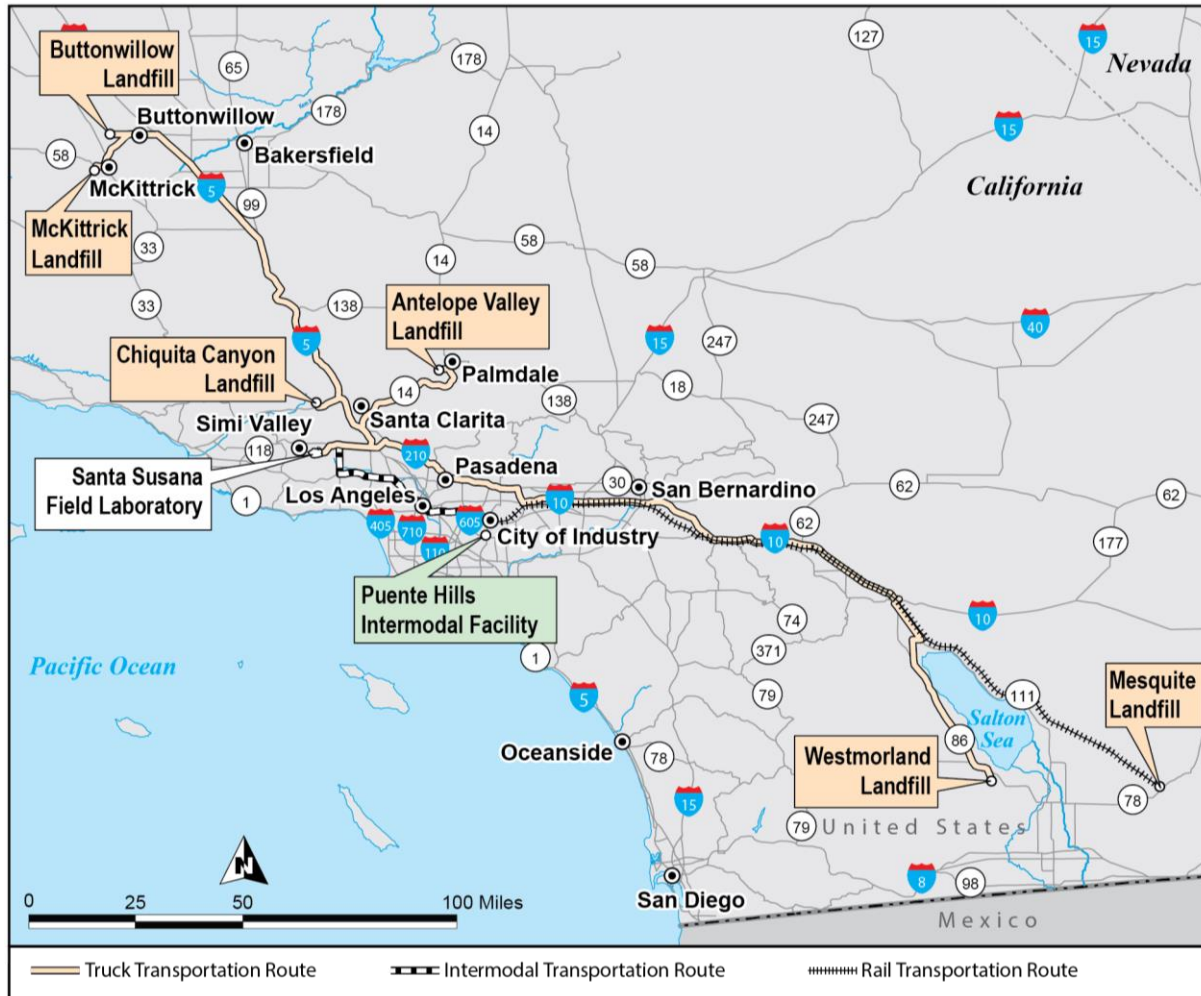 15
Nevada
127
Buttonwillow
Landfill
65
178
178
14
15
Buttonwillow
Bakersfield
58
McKittrick
5
99
California
McKittrick
Landfill
33
58
58
14
33
138
Antelope Valley
Landfill
5
15
247
40
Chiquita Canyon
Landfill
Palmdale
14
18
138
247
Santa Clarita
Simi Valley
118
210
Santa Susana
Field Laboratory
Pasadena
30
San Bernardino
62
62
1
Los Angeles
10
405
710
605
110
City of Industry
62
10
177
Puente Hills
Intermodal Facility
74
10
371
1
Pacific Ocean
5
79
111
Mesquite
Landfill
Salton
Sea
86
Oceanside
78
Westmorland
Landfill
15
78
79
United States
N
8
98
San Diego
Mexico
0 25 50 100 Miles
Truck Transportation Route Intermodal Transportation Route Rail Transportation Route